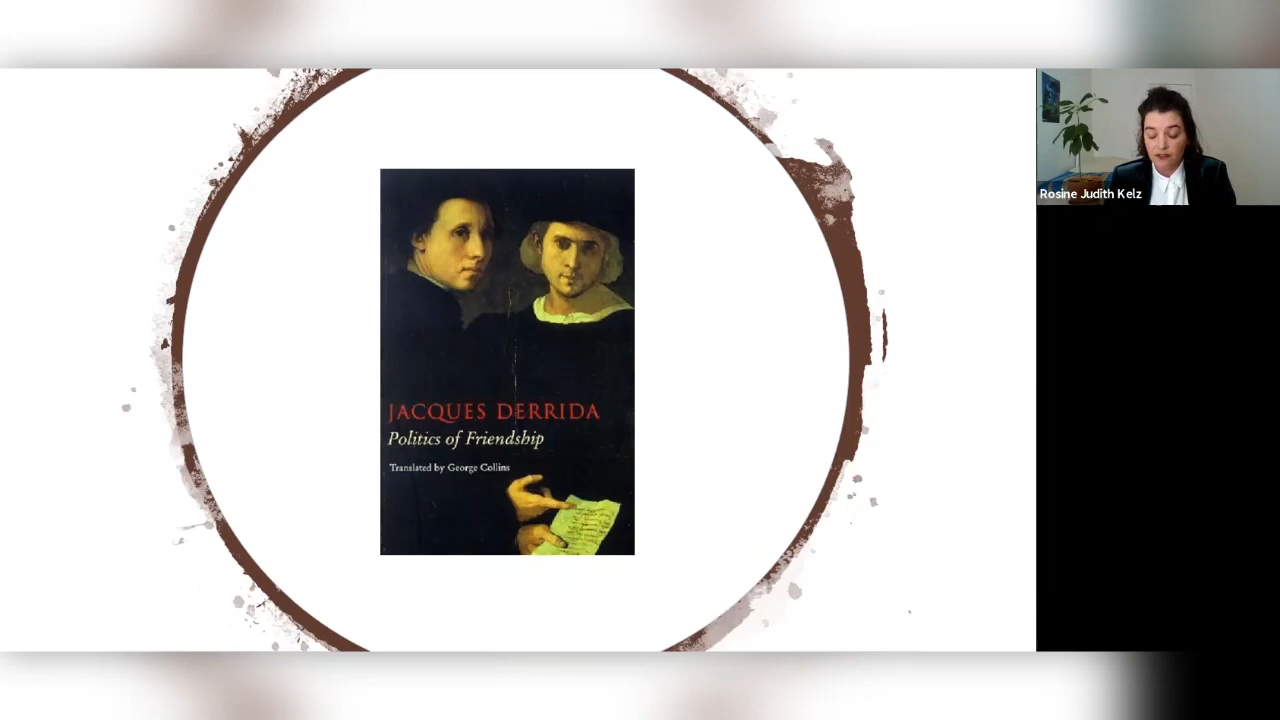 JACQUES DERRIDA
Politics of Friendship
Translated by George Collins
Rosine Judith Kelz